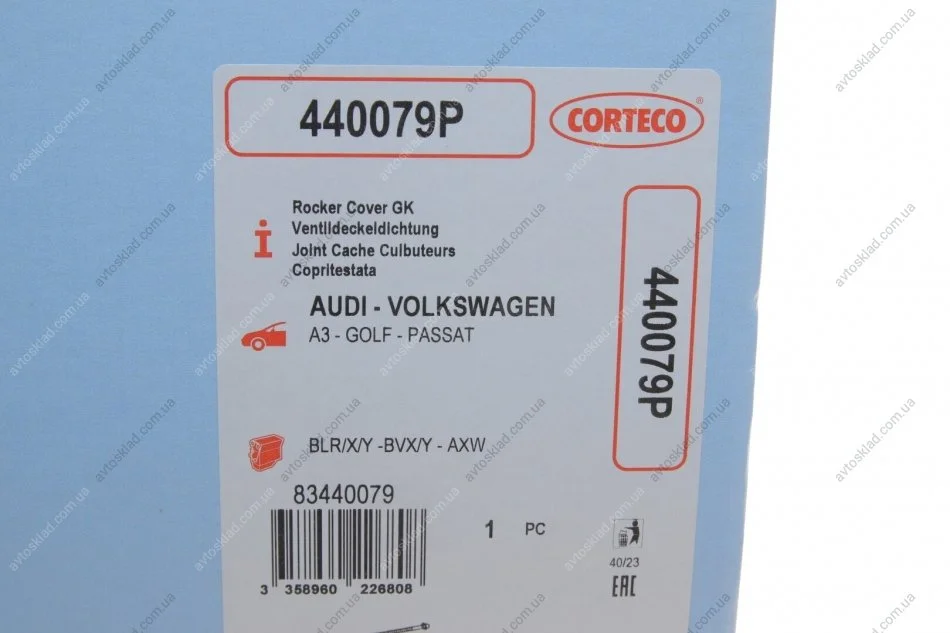 440079P
CORTECO®
Rocker Cover GK
Ventildeckeldichtung
Joint Cache Culbuteurs
Copritestata
AUDI - VOLKSWAGEN
A3 - GOLF - PASSAT
440079P
BLR/X/Y -BVX/Y - AXW
83440079
1 PC
3 358960 226808
40/23
EAC
avtosklad.com.ua